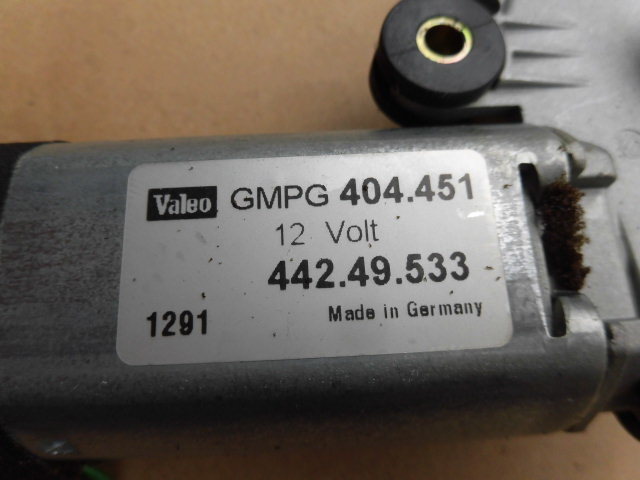 Valeo GMPG 404.451
12 Volt
442.49.533
1291 Made in Germany